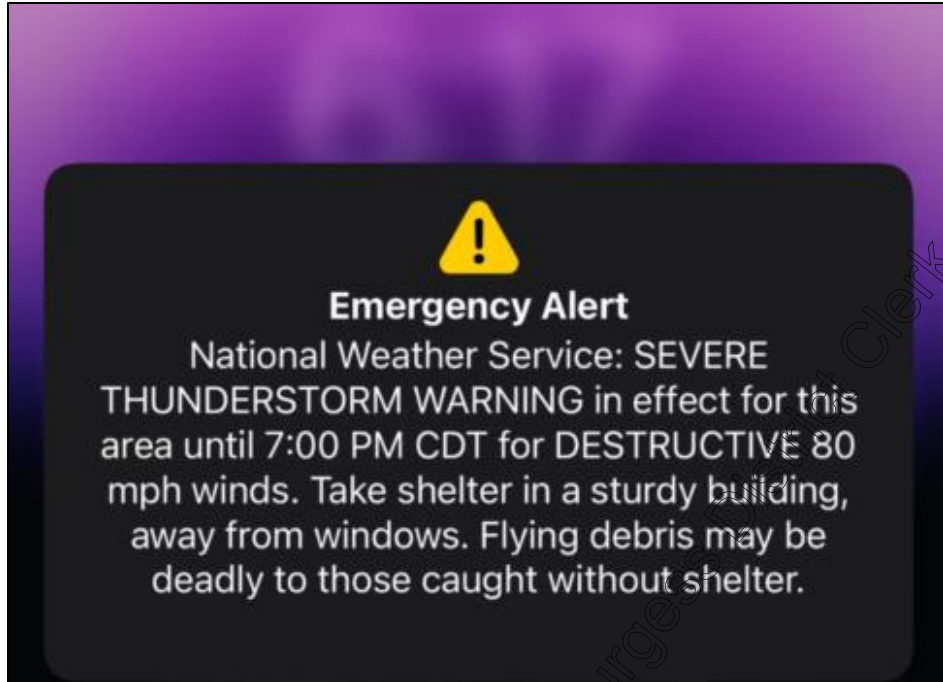 Emergency Alert
National Weather Service: SEVERE
THUNDERSTORM WARNING in effect for this
area until 7:00 PM CDT for DESTRUCTIVE 80
mph winds. Take shelter in a sturdy building,
away from windows. Flying debris may be
deadly to those caught without shelter.
District Clerk